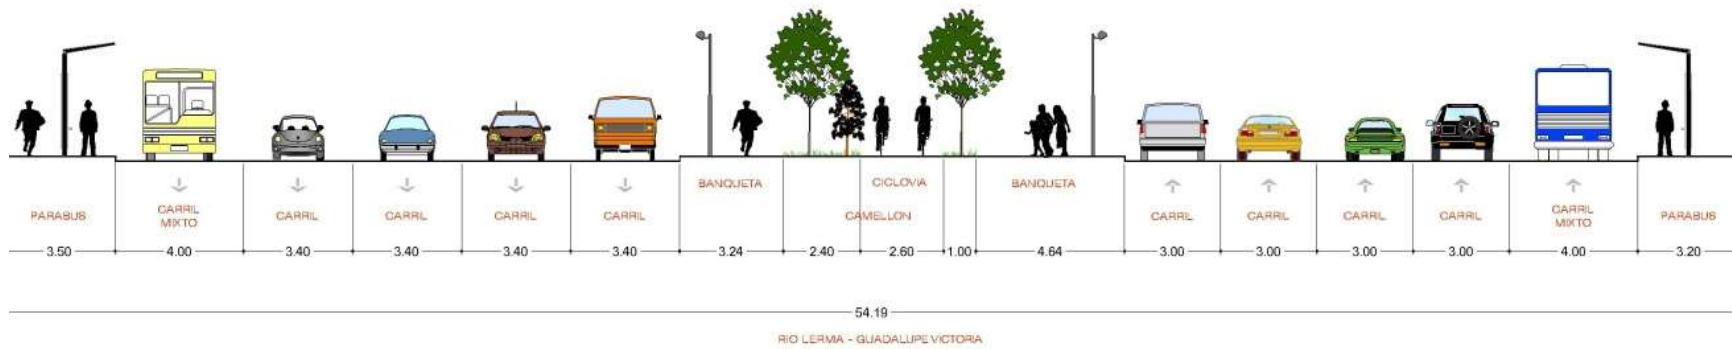 BANQUETA
CICLOVIA
BANQUETA
PARABUS
CARRIL
MIXTO
CARRIL
CARRIL
CARRIL
CARRIL
CAMELLON
CARRIL
CARRIL
CARRIL
CARRIL
CARRIL
MIXTO
PARABUS
3.50
4.00
3.40
3.40
3.40
3.40
3.24
2.40
2.60
1.00
4.64
3.00
3.00
3.00
3.00
4.00
3.20
54.19
RIO LERMA - GUADALUPE VICTORIA